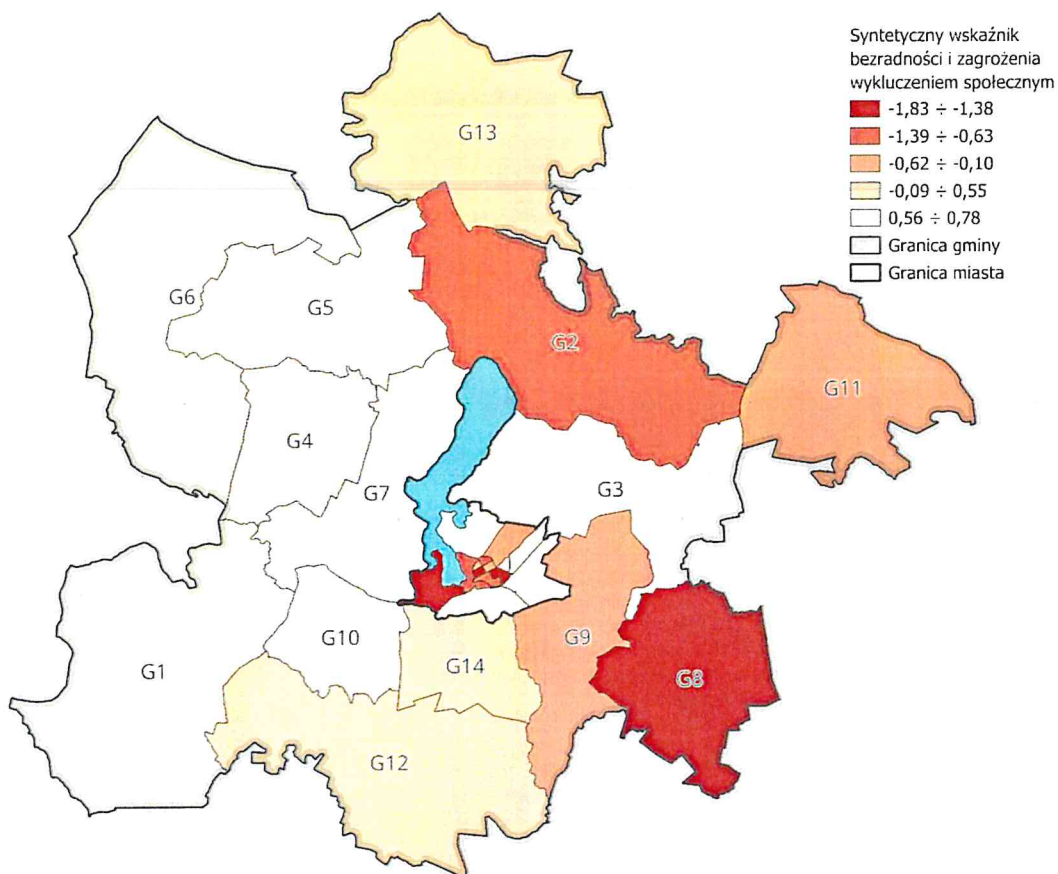 Syntetyczny wskaźnik
bezradności i zagrożenia
wykluczeniem społecznym
-1,83 ÷ -1,38
-1,39 ÷ -0,63
-0,62 ÷ -0,10
-0,09 ÷ 0,55
0,56 ÷ 0,78
Granica gminy
Granica miasta
G13
G6
G5
G2
G11
G4
G7
G3
G10
G9
G1
G14
G8
G12